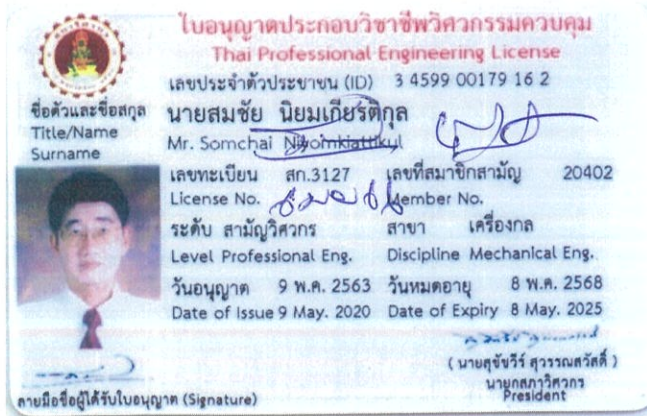 ใบอนุญาตประกอบวิชาชีพวิศวกรรมควบคุม
Thai Professional Engineering License
เลขประจำตัวประชาชน (ID) 3 4599 00179 16 2
ชื่อตัวและชื่อสกุล นายสมชัย นิยมเกียรติกุล
Title/Name Mr. Somchai Niyomkiattikul
Surname
เลขทะเบียน สก.3127 เลขที่สมาชิกสามัญ 20402
License No. Member No.
ระดับ สามัญวิศวกร สาขา เครื่องกล
Level Professional Eng. Discipline Mechanical Eng.
วันอนุญาต 9 พ.ค. 2563 วันหมดอายุ 8 พ.ค. 2568
Date of Issue 9 May. 2020 Date of Expiry 8 May. 2025
( นายสุชัชวีร์ สุวรรณสวัสดิ์ )
นายกสภาวิศวกร
President
ลายมือชื่อผู้ได้รับใบอนุญาต (Signature)